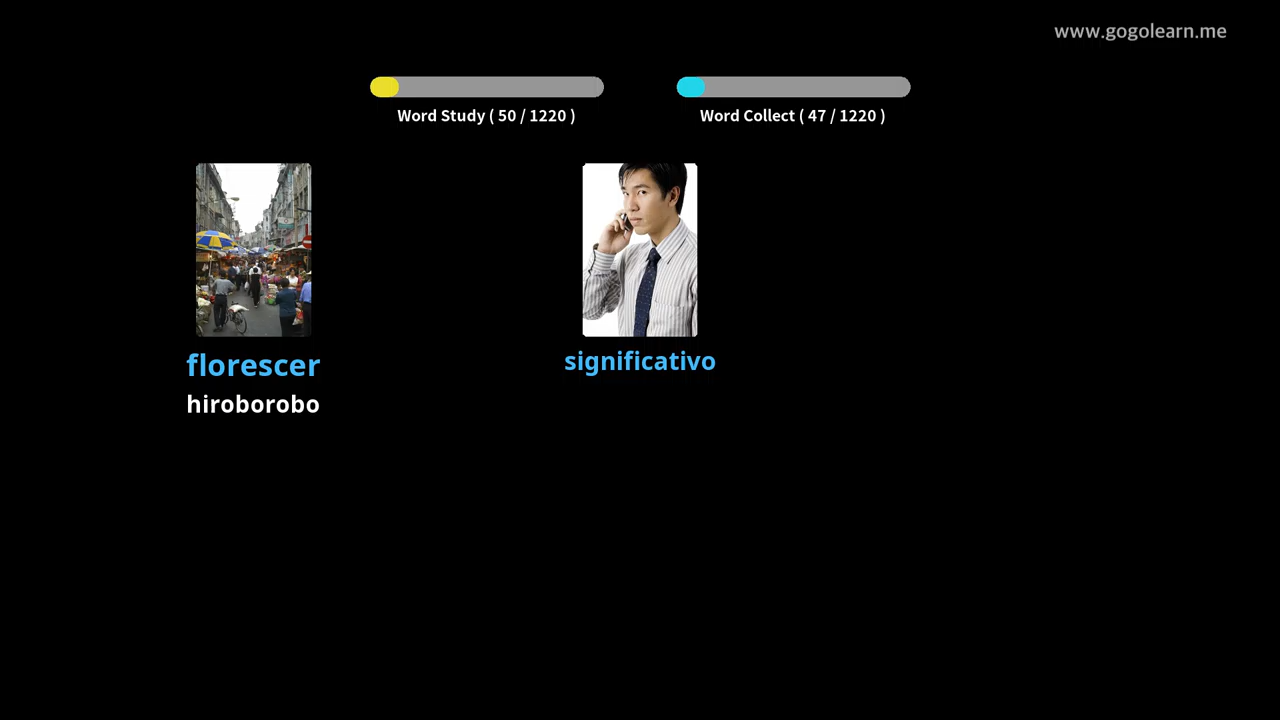 www.gogolearn.me
Word Study ( 50 / 1220 )
Word Collect ( 47 / 1220 )
florescer
hiroborobo
significativo